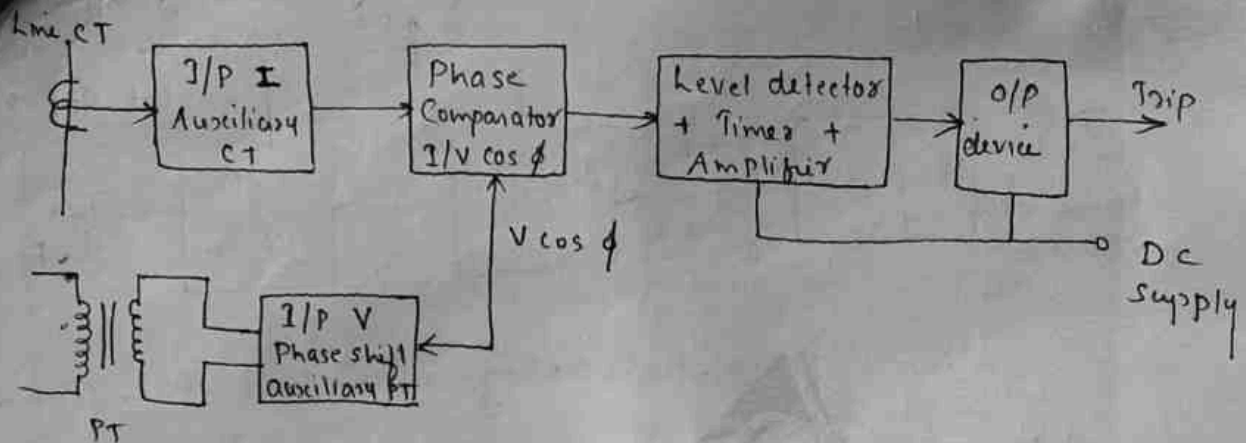 Line CT
I/P I
Auxiliary
CT
Phase
Comparator
I/V cos ϕ
Level detector
+ Timer +
Amplifier
O/P
device
Trip
V cos ϕ
DC
Supply
I/P V
Phase shift
auxiliary PT
PT